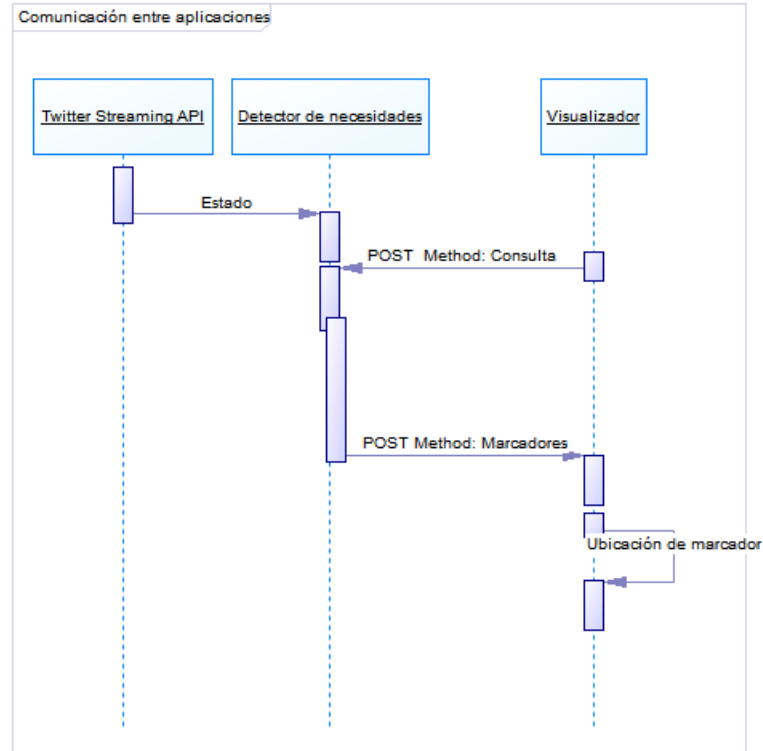 Comunicación entre aplicaciones
Twitter Streaming API
Detector de necesidades
Visualizador
Estado
POST Method: Consulta
POST Method: Marcadores
Ubicación de marcador